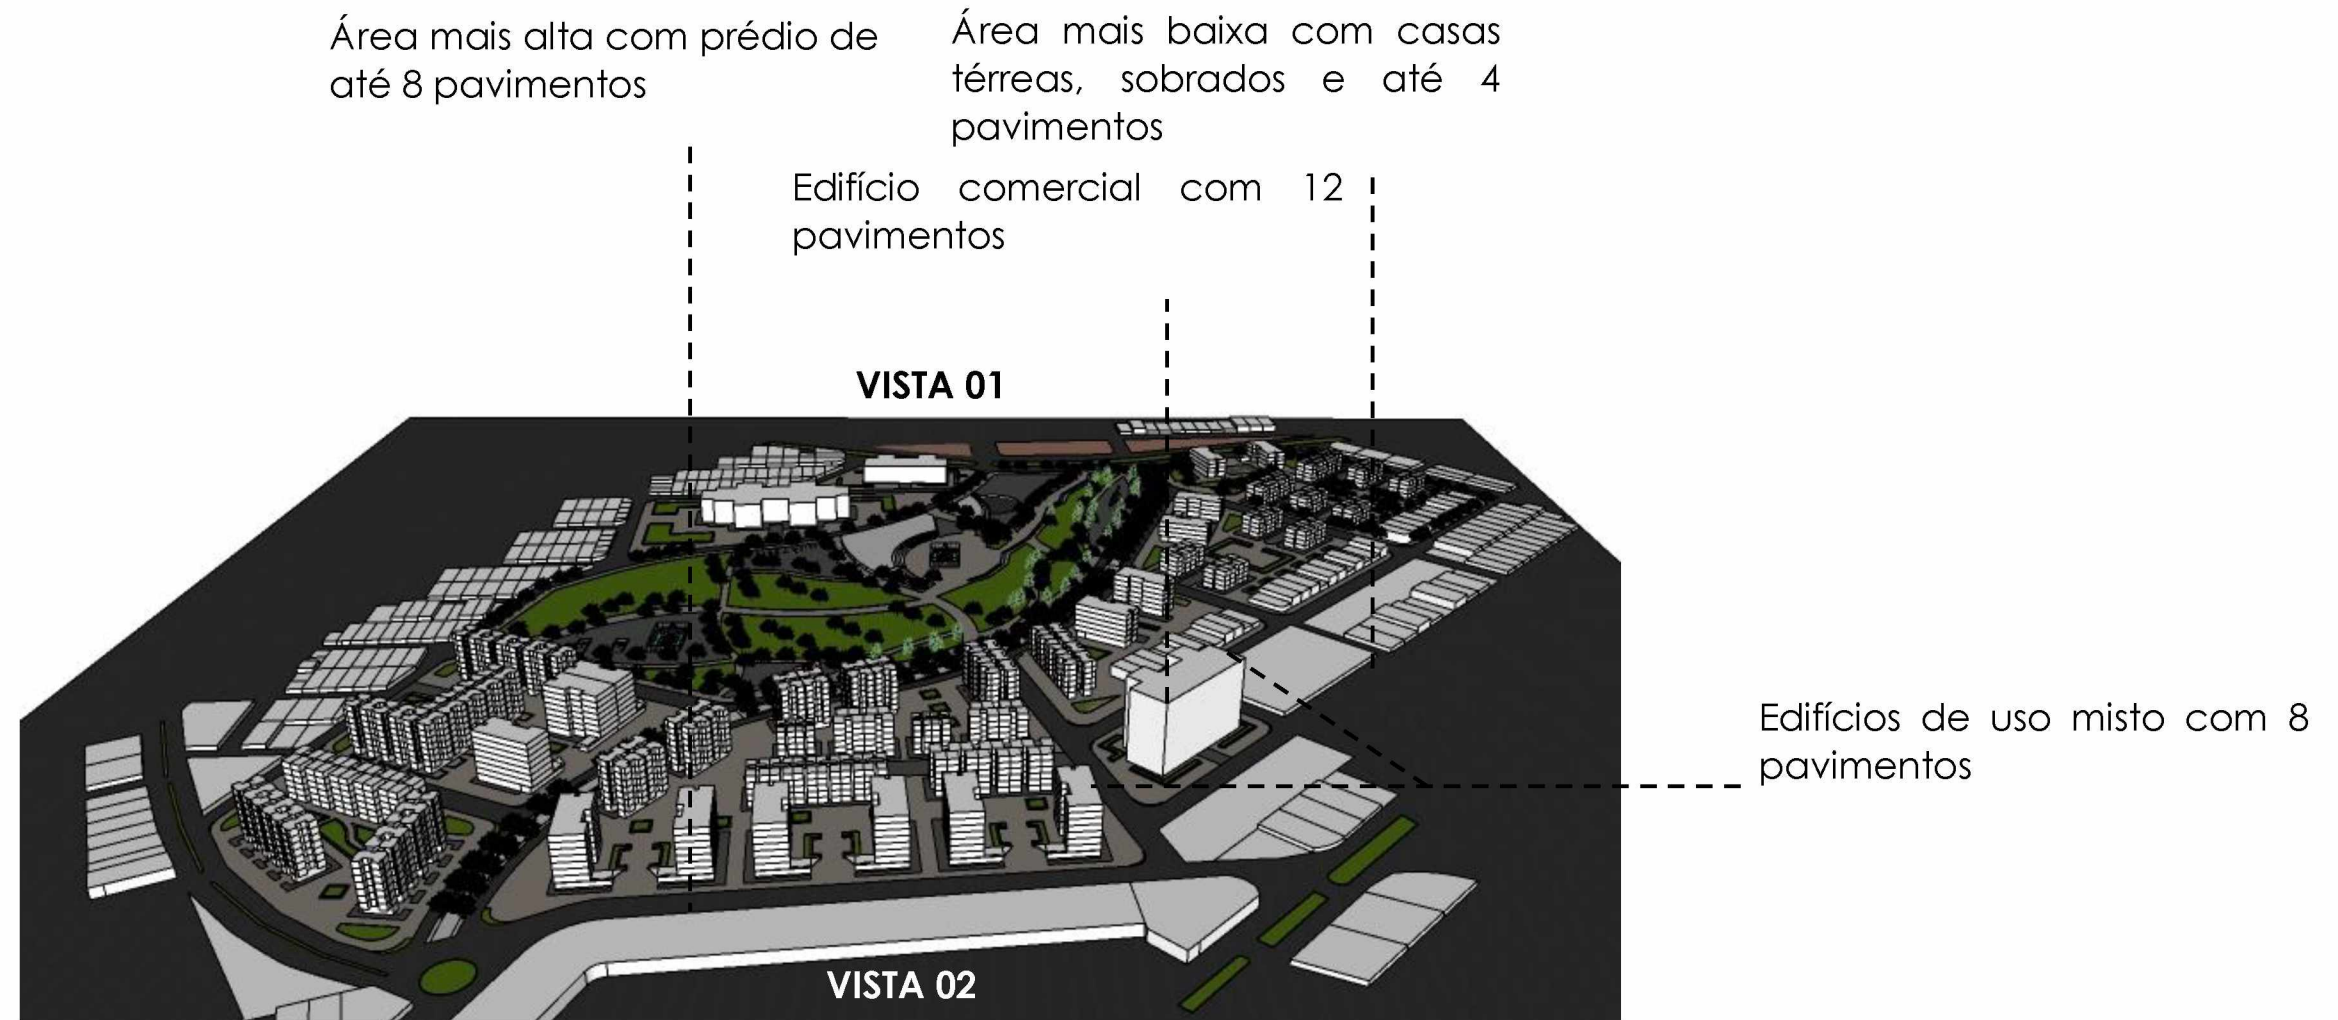 Área mais alta com prédio de
até 8 pavimentos
Área mais baixa com casas
térreas, sobrados e até 4
pavimentos
Edifício comercial com 12
pavimentos
VISTA 01
Edifícios de uso misto com 8
pavimentos
VISTA 02